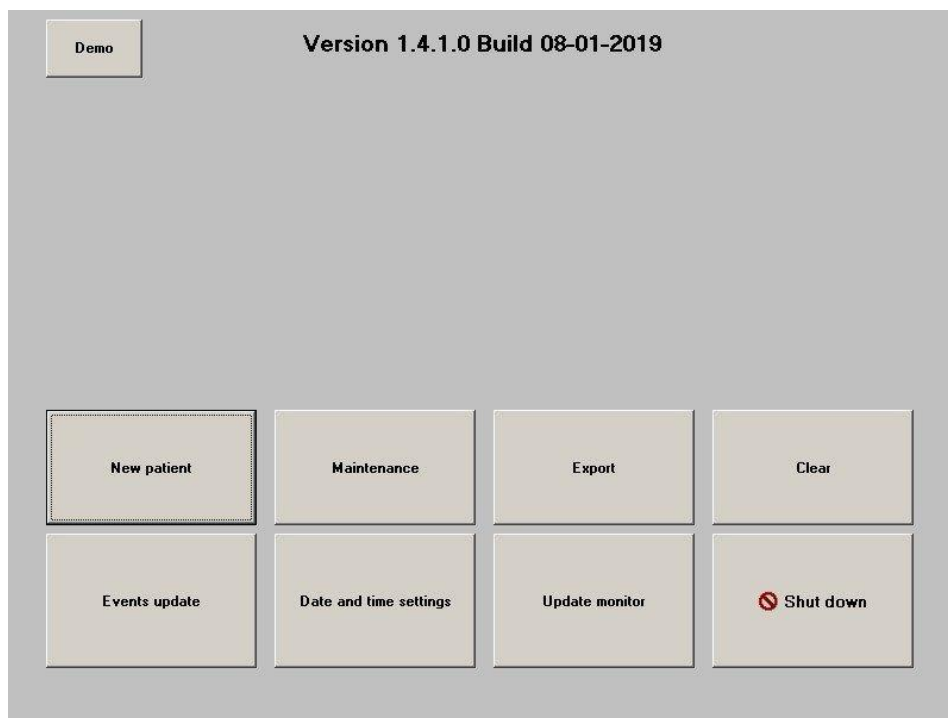 Demo
Version 1.4.1.0 Build 08-01-2019
New patient
Maintenance
Export
Clear
Events update
Date and time settings
Update monitor
Shut down